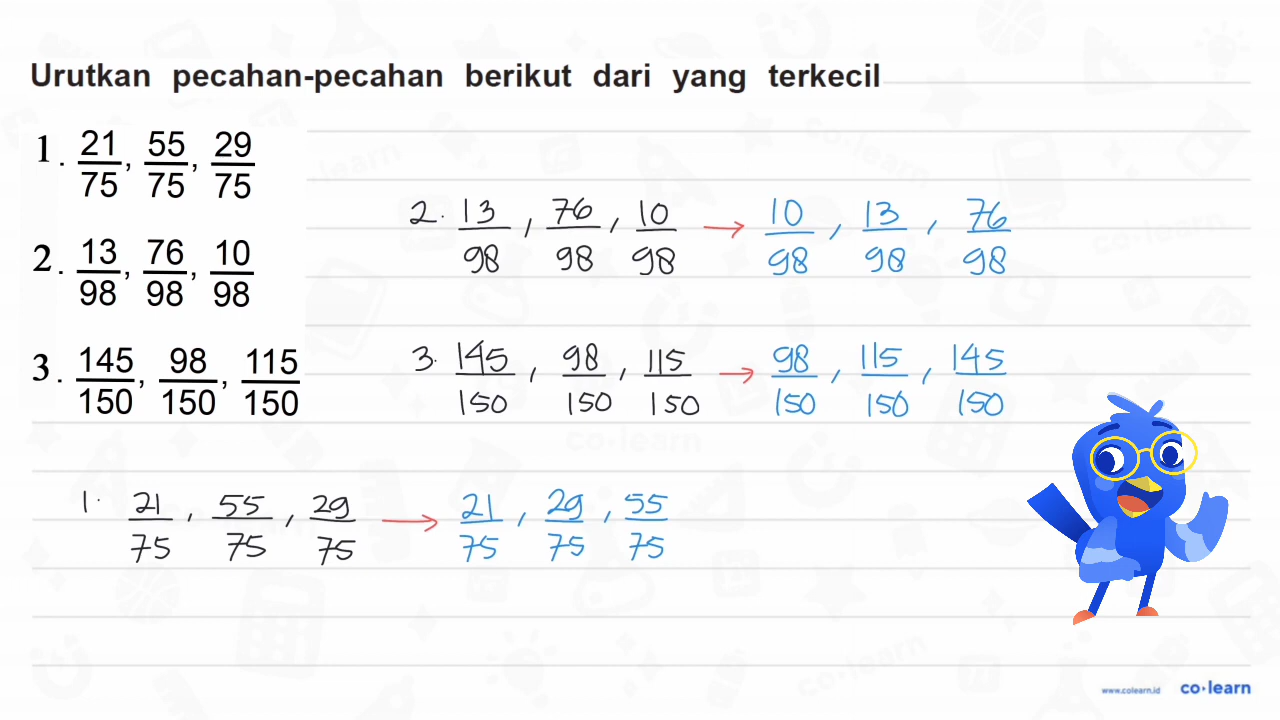 Urutkan pecahan-pecahan berikut dari yang terkecil
1. 21/75, 55/75, 29/75
2. 13/98, 76/98, 10/98
3. 145/150, 98/150, 115/150
2. 13/98, 76/98, 10/98 → 10/98, 13/98, 76/98
3. 145/150, 98/150, 115/150 → 98/150, 115/150, 145/150
1. 21/75, 55/75, 29/75 → 21/75, 29/75, 55/75
co·learn
www.colearn.id co·learn